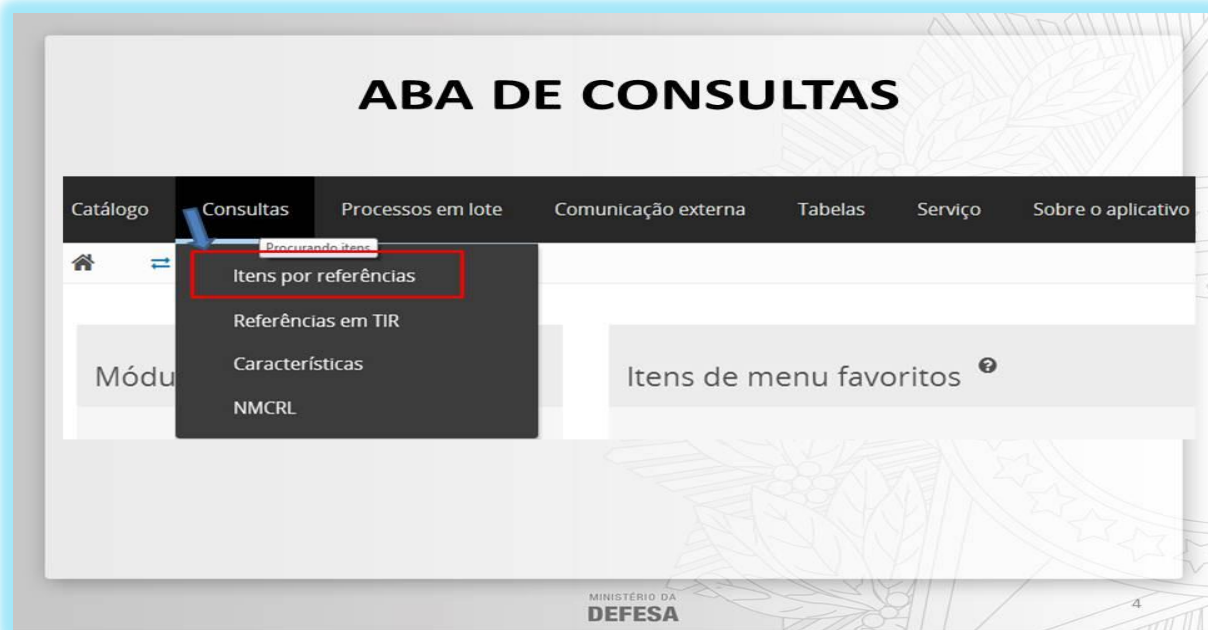 ABA DE CONSULTAS
Catálogo Consultas Processos em lote Comunicação externa Tabelas Serviço Sobre o aplicativo
Procurando itens
Itens por referências
Referências em TIR
Características
NMCRL
Módu
Itens de menu favoritos
MINISTÉRIO DA
DEFESA
4